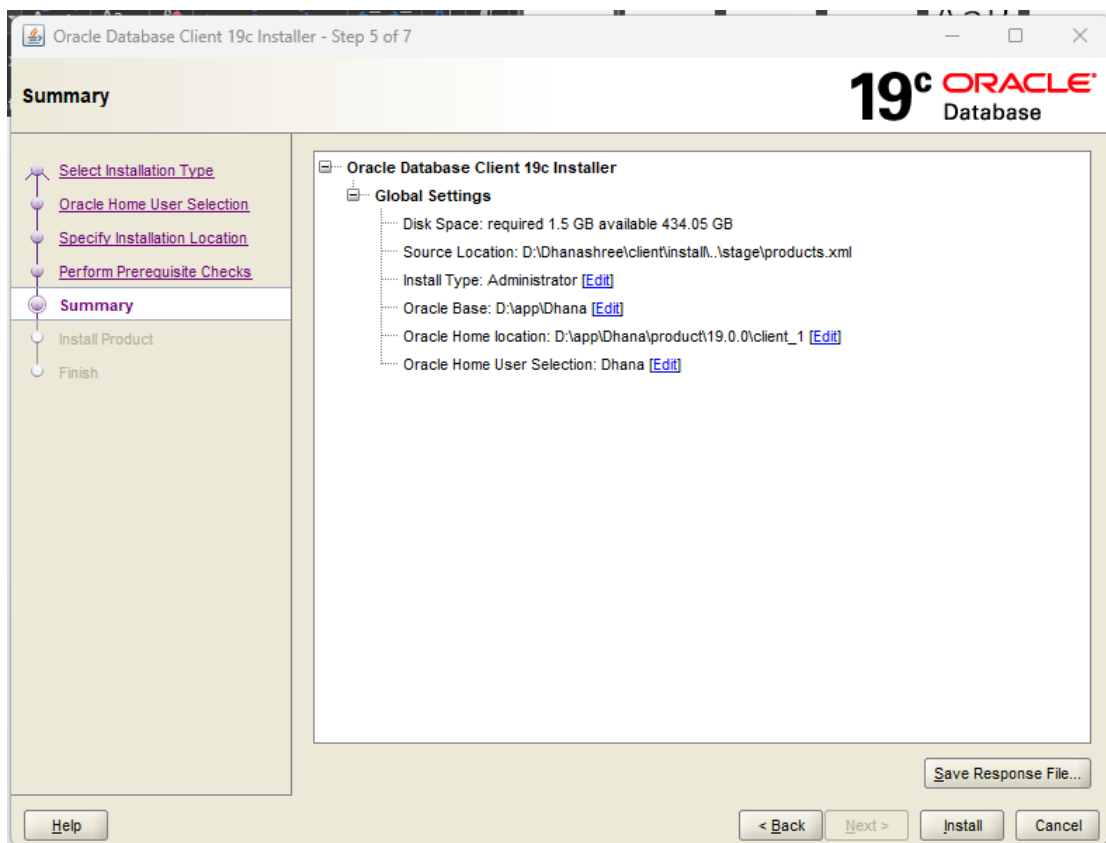 Oracle Database Client 19c Installer - Step 5 of 7
Summary
19c ORACLE
Database
Select Installation Type
Oracle Home User Selection
Specify Installation Location
Perform Prerequisite Checks
Summary
Install Product
Finish
Oracle Database Client 19c Installer
Global Settings
Disk Space: required 1.5 GB available 434.05 GB
Source Location: D:\Dhanashree\client\install\..\stage\products.xml
Install Type: Administrator [Edit]
Oracle Base: D:\app\Dhana [Edit]
Oracle Home location: D:\app\Dhana\product\19.0.0\client_1 [Edit]
Oracle Home User Selection: Dhana [Edit]
Save Response File...
Help
< Back
Next >
Install
Cancel